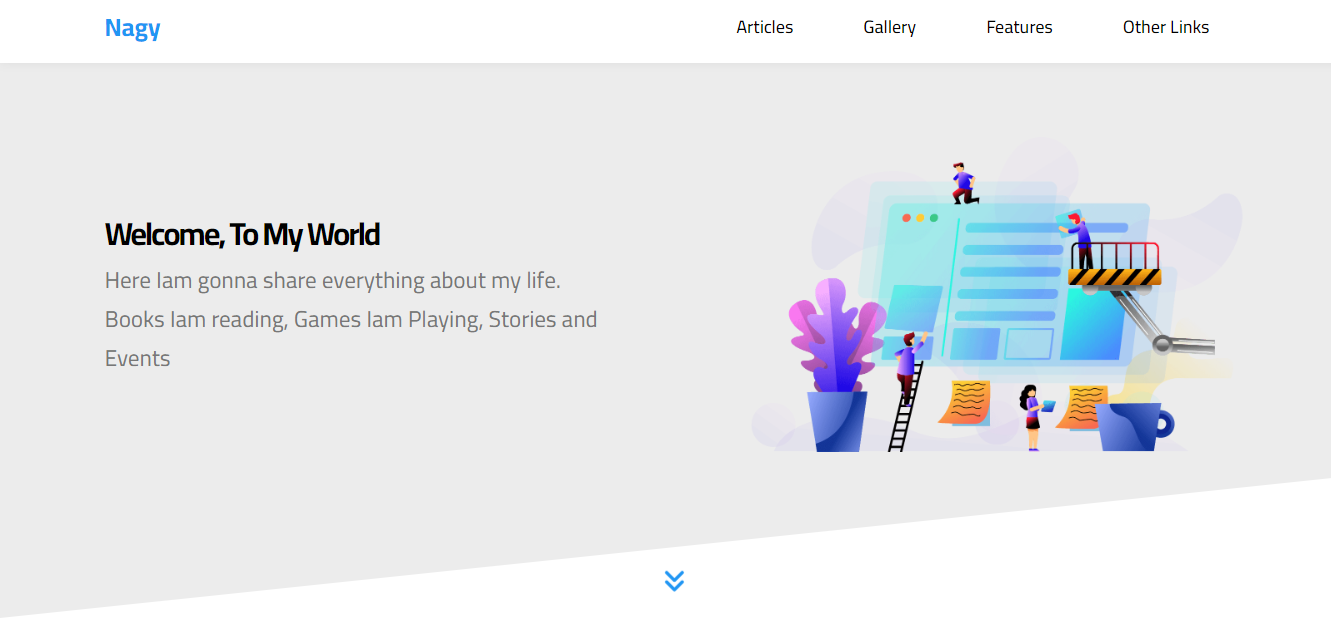 Nagy
Articles
Gallery
Features
Other Links
Welcome, To My World
Here Iam gonna share everything about my life.
Books Iam reading, Games Iam Playing, Stories and
Events